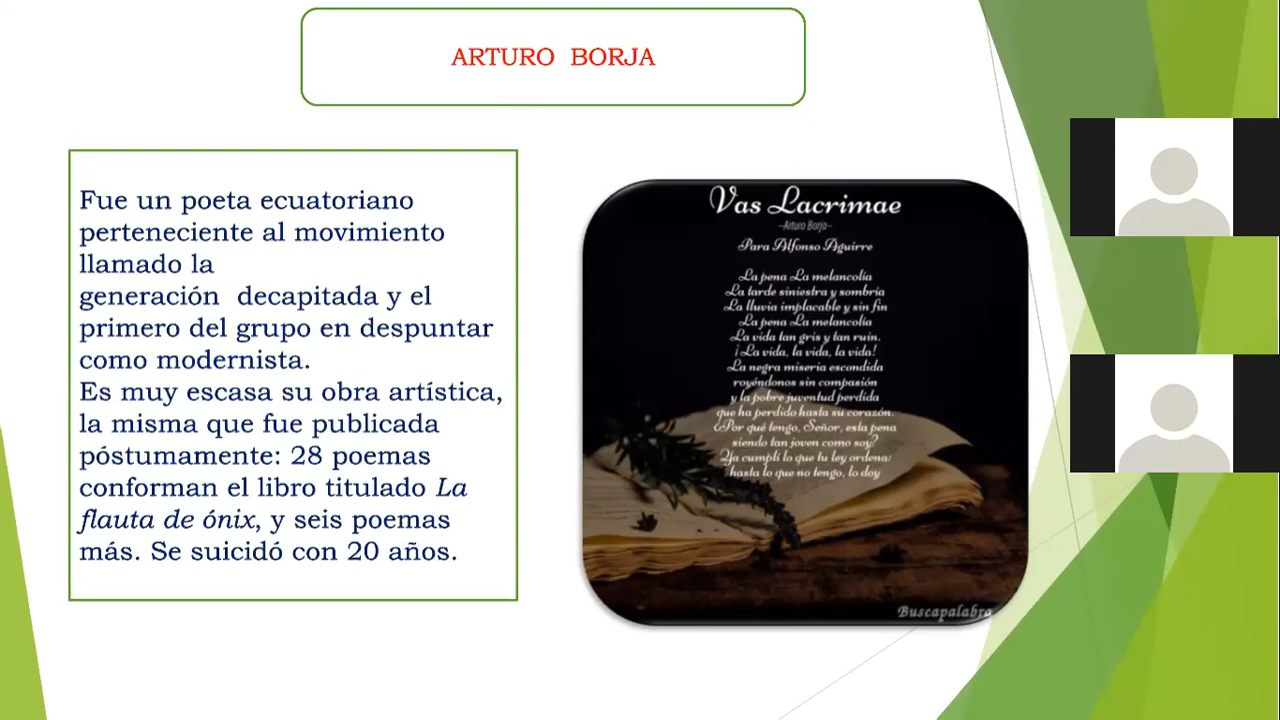 ARTURO BORJA
Fue un poeta ecuatoriano
perteneciente al movimiento
llamado la
generación decapitada y el
primero del grupo en despuntar
como modernista.
Es muy escasa su obra artística,
la misma que fue publicada
póstumamente: 28 poemas
conforman el libro titulado La
flauta de ónix, y seis poemas
más. Se suicidó con 20 años.
Vas Lacrimae
--Arturo Borja--
Para Alfonso Aguirre
La pena La melancolía
La tarde siniestra y sombría
La lluvia implacable y sin fin
La pena La melancolía
La vida tan gris y tan ruin.
¡La vida, la vida, la vida!
La negra miseria escondida
royéndonos sin compasión
y la pobre juventud perdida
que ha perdido hasta su corazón.
¿Por qué tengo, Señor, esta pena
siendo tan joven como soy?
Ya cumplí lo que tu ley ordena:
hasta lo que no tengo, lo doy
Buscapalabra